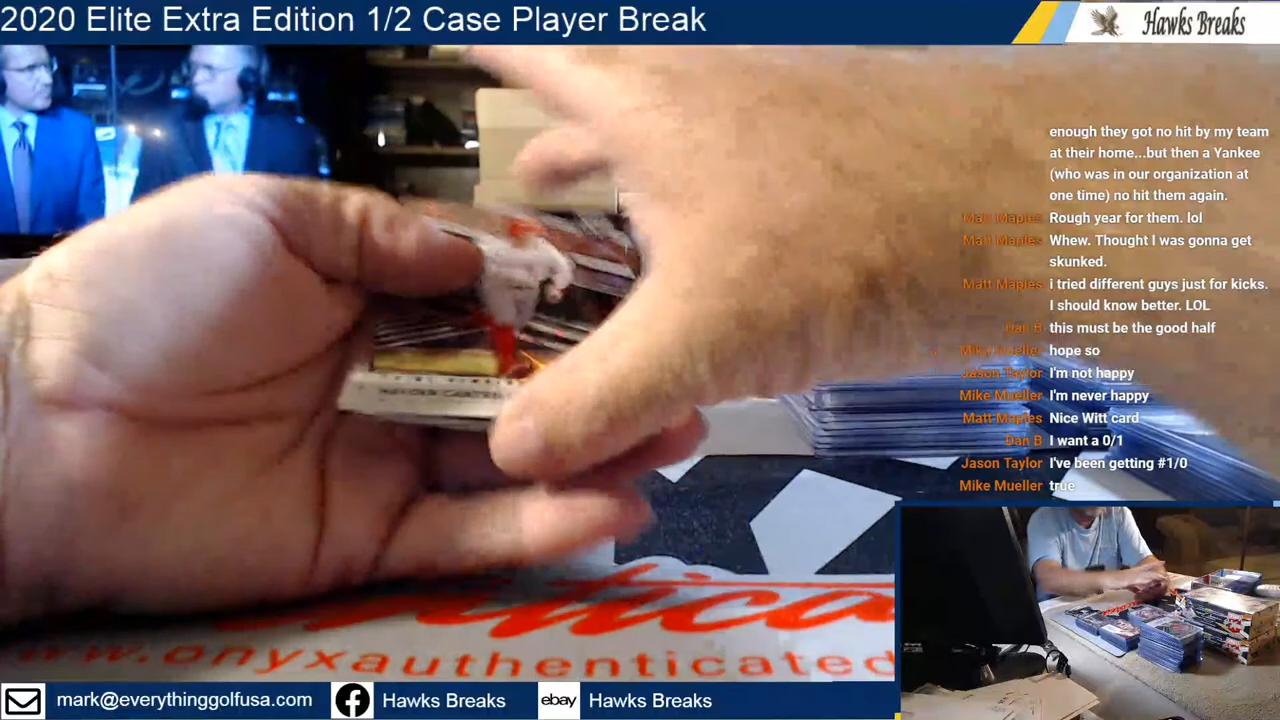 2020 Elite Extra Edition 1/2 Case Player Break
Hawks Breaks
enough they got no hit by my team
at their home...but then a Yankee
(who was in our organization at
one time) no hit them again.
Matt Maples Rough year for them. lol
Matt Maples Whew. Thought I was gonna get
skunked.
Matt Maples i tried different guys just for kicks.
I should know better. LOL
Dan B this must be the good half
Mike Mueller hope so
Jason Taylor I'm not happy
Mike Mueller I'm never happy
Matt Maples Nice Witt card
Dan B I want a 0/1
Jason Taylor I've been getting #1/0
Mike Mueller true
www.onyxauthenticated
mark@everythinggolfusa.com
Hawks Breaks
ebay
Hawks Breaks